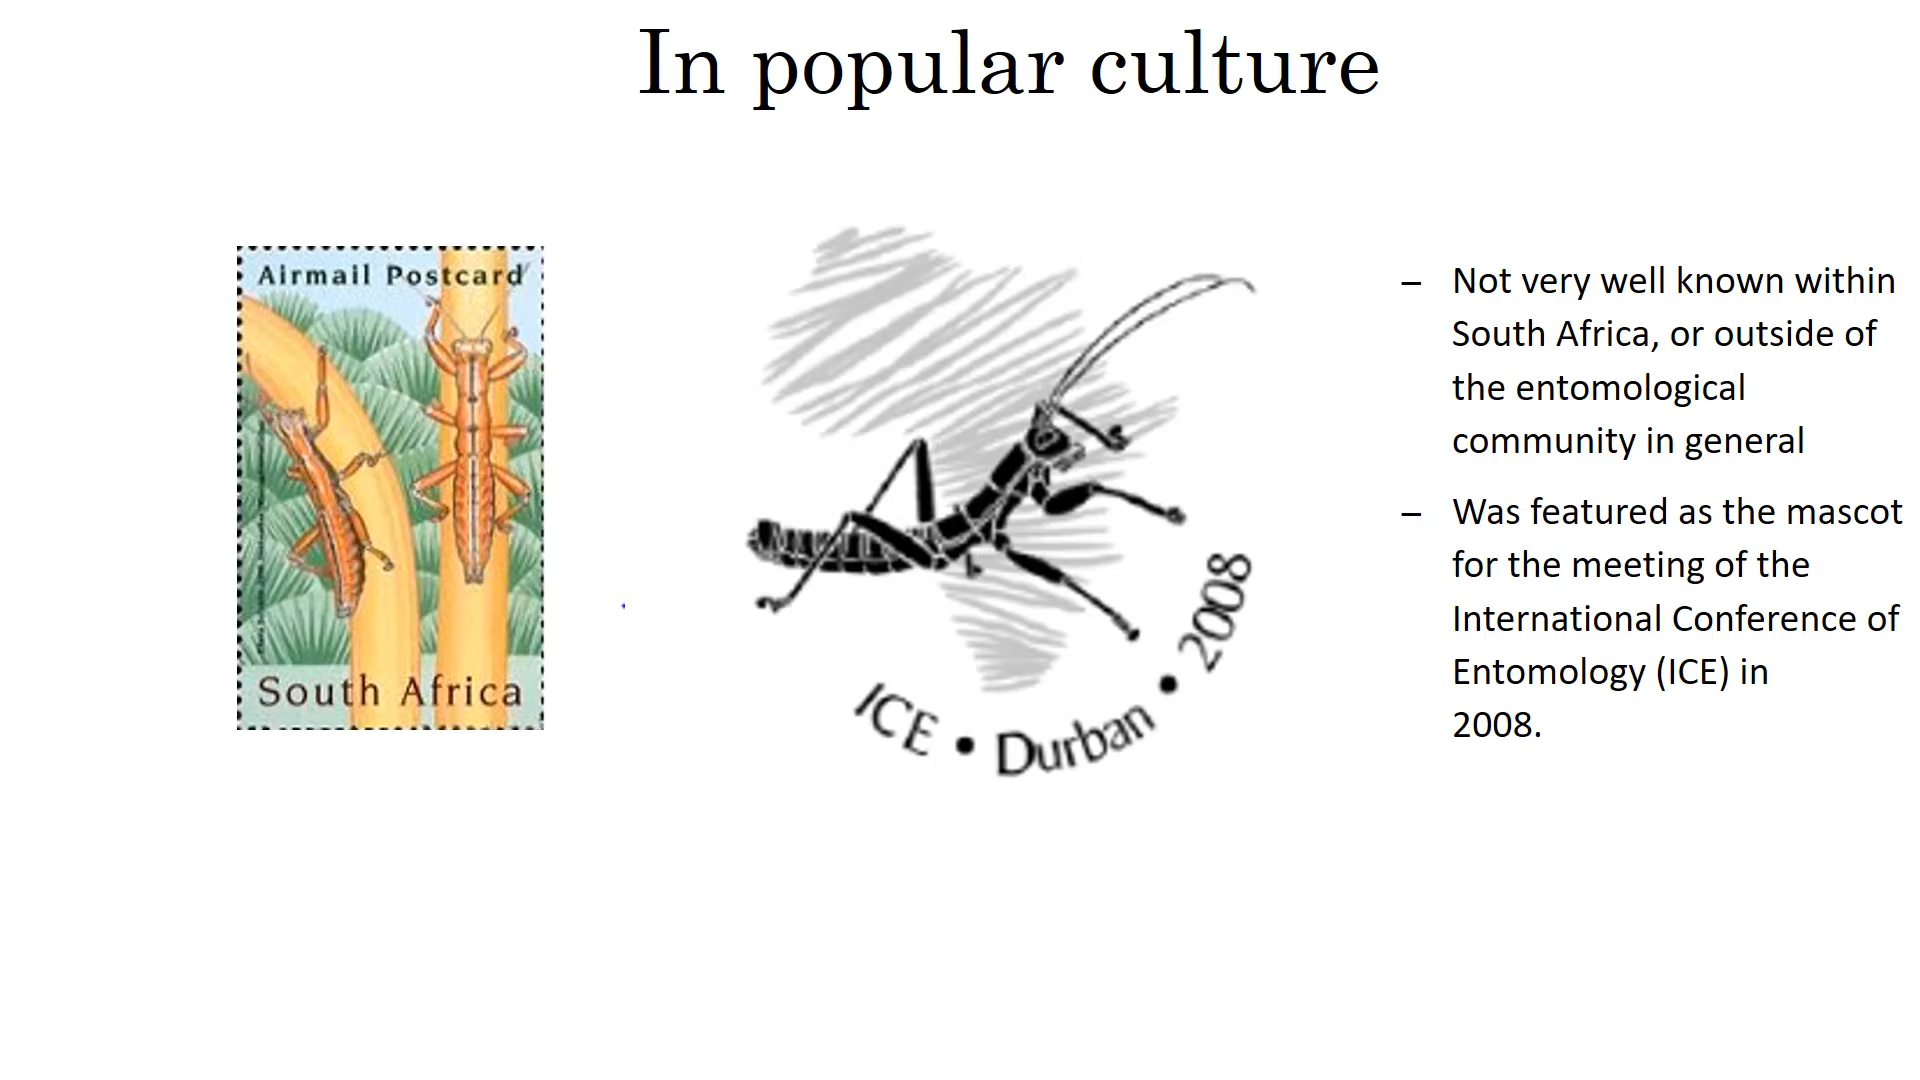 In popular culture
Airmail Postcard
South Africa
ICE • Durban • 2008
– Not very well known within
South Africa, or outside of
the entomological
community in general
– Was featured as the mascot
for the meeting of the
International Conference of
Entomology (ICE) in
2008.